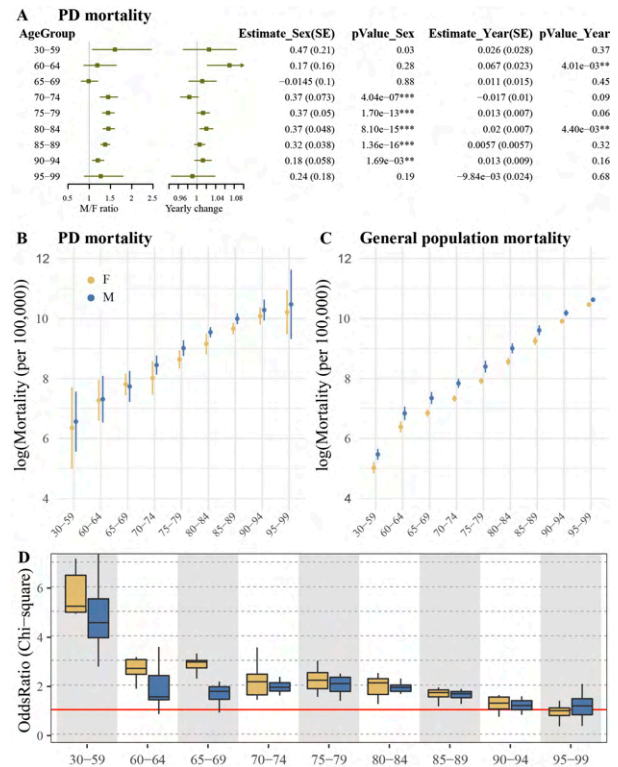 A PD mortality
AgeGroup Estimate_Sex(SE) pValue_Sex Estimate_Year(SE) pValue_Year
30−59 0.47 (0.21) 0.03 0.026 (0.028) 0.37
60−64 0.17 (0.16) 0.28 0.067 (0.023) 4.01e−03**
65−69 −0.0145 (0.1) 0.88 0.011 (0.015) 0.45
70−74 0.37 (0.073) 4.04e−07*** −0.017 (0.01) 0.09
75−79 0.37 (0.05) 1.70e−13*** 0.013 (0.007) 0.06
80−84 0.37 (0.048) 8.10e−15*** 0.02 (0.007) 4.40e−03**
85−89 0.32 (0.038) 1.36e−16*** 0.0057 (0.0057) 0.32
90−94 0.18 (0.058) 1.69e−03** 0.013 (0.009) 0.16
95−99 0.24 (0.18) 0.19 −9.84e−03 (0.024) 0.68
0.5 1 1.5 2 2.5 0.96 1 1.04 1.08
M/F ratio Yearly change
B PD mortality
F
M
log(Mortality (per 100,000))
12
10
8
6
4
30−59 60−64 65−69 70−74 75−79 80−84 85−89 90−94 95−99
C General population mortality
log(Mortality (per 100,000))
12
10
8
6
4
30−59 60−64 65−69 70−74 75−79 80−84 85−89 90−94 95−99
D
OddsRatio (Chi−square)
6
4
2
0
30−59 60−64 65−69 70−74 75−79 80−84 85−89 90−94 95−99